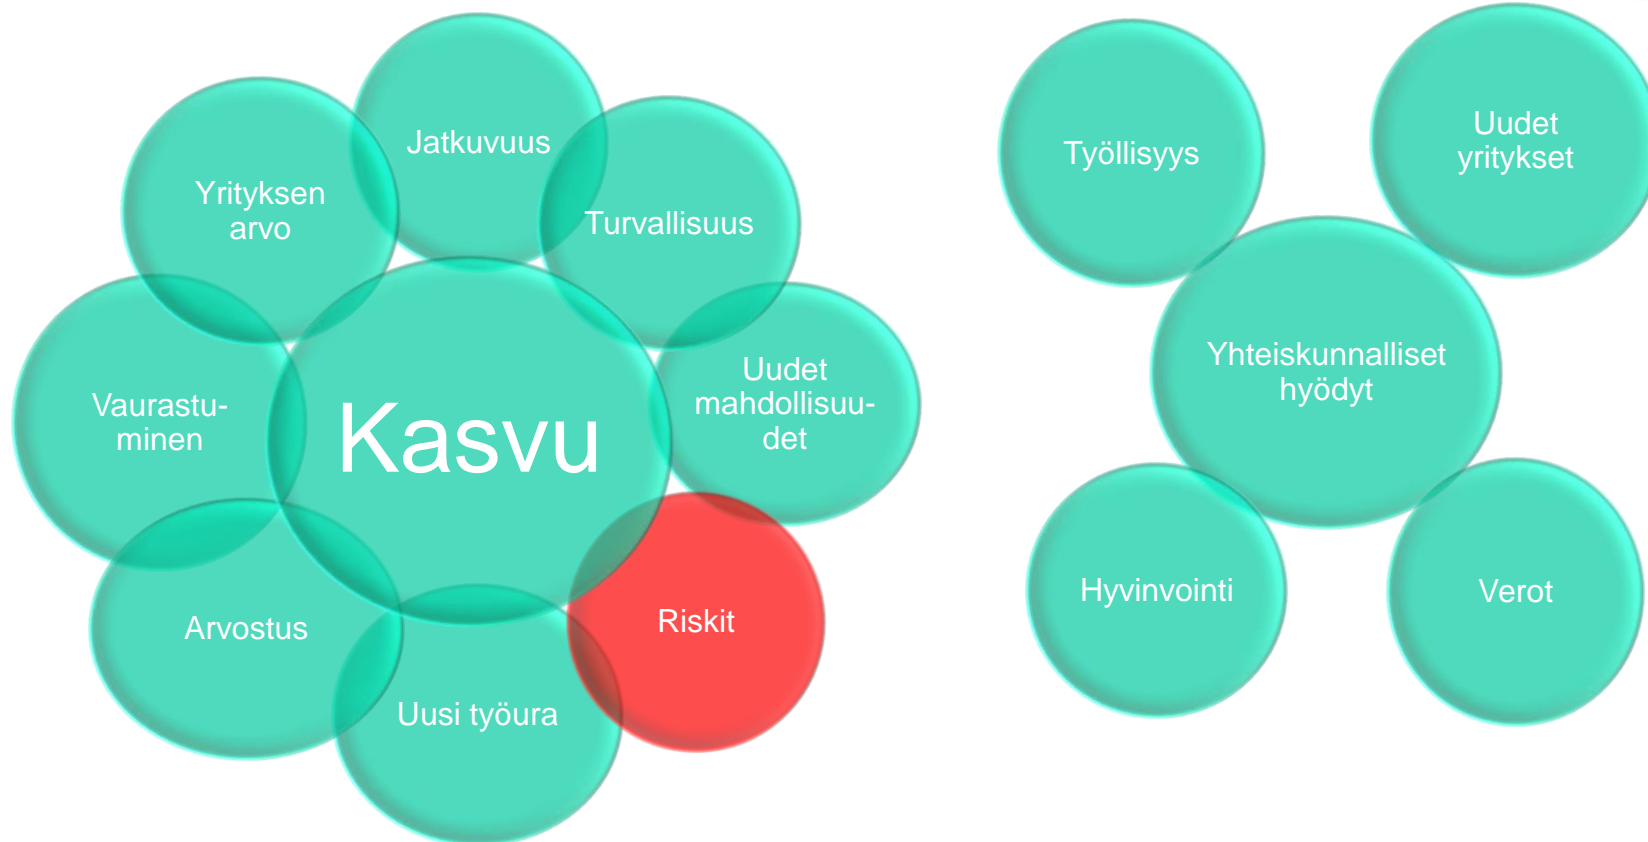 Jatkuvuus
Yrityksen
arvo
Turvallisuus
Uudet
mahdollisuu-
det
Vaurastu-
minen
Kasvu
Arvostus
Riskit
Uusi työura
Työllisyys
Uudet
yritykset
Yhteiskunnalliset
hyödyt
Hyvinvointi
Verot